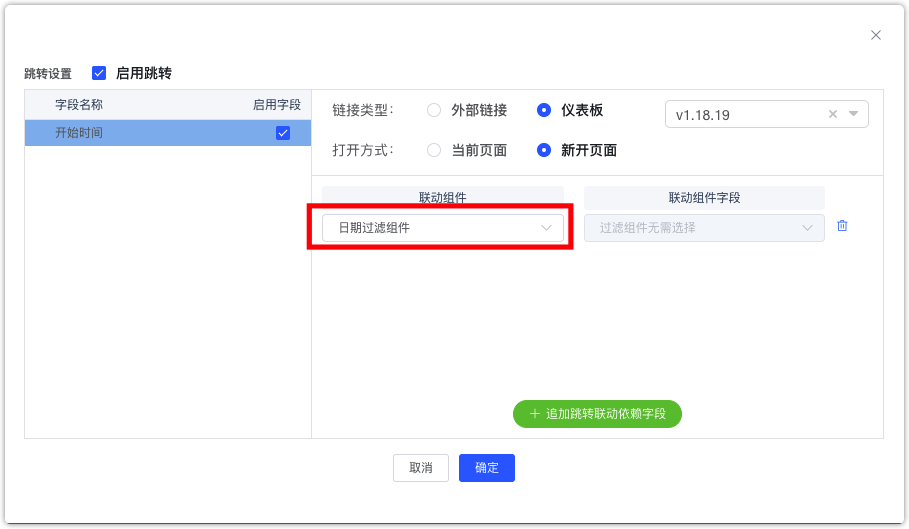 跳转设置 启用跳转
字段名称 启用字段
开始时间
链接类型: 外部链接 仪表板 v1.18.19
打开方式: 当前页面 新开页面
联动组件 联动组件字段
日期过滤组件 过滤组件无需选择
+ 追加跳转联动依赖字段
取消 确定